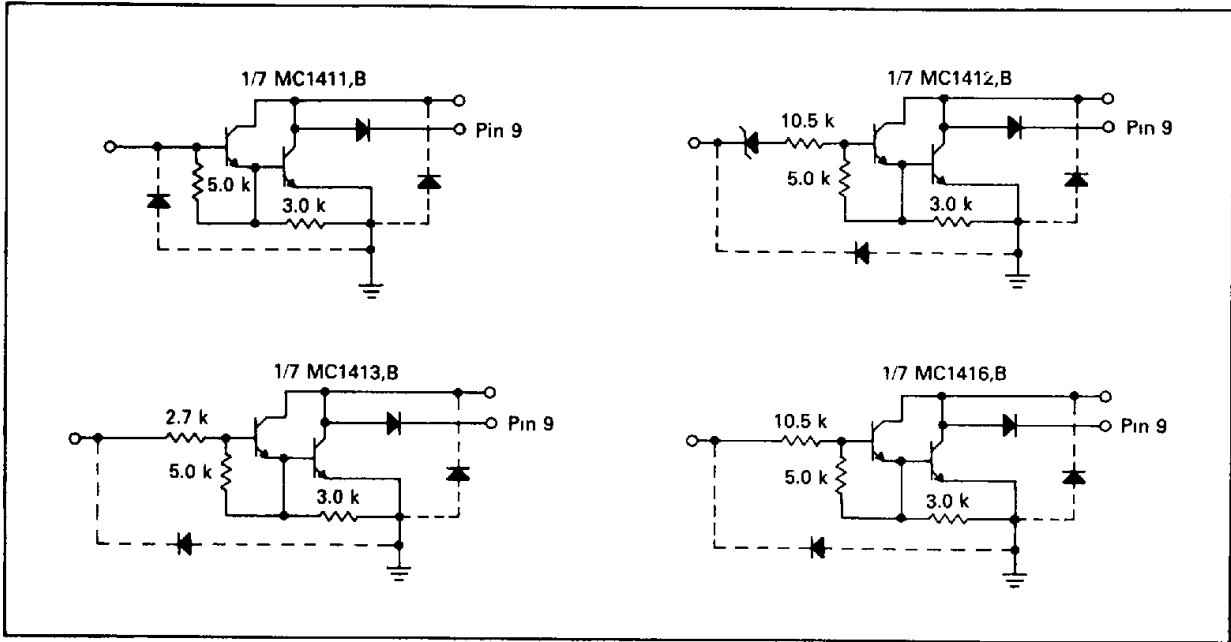 1/7 MC1411,B
Pin 9
5.0 k
3.0 k
1/7 MC1412,B
10.5 k
Pin 9
5.0 k
3.0 k
1/7 MC1413,B
2.7 k
Pin 9
5.0 k
3.0 k
1/7 MC1416,B
10.5 k
Pin 9
5.0 k
3.0 k